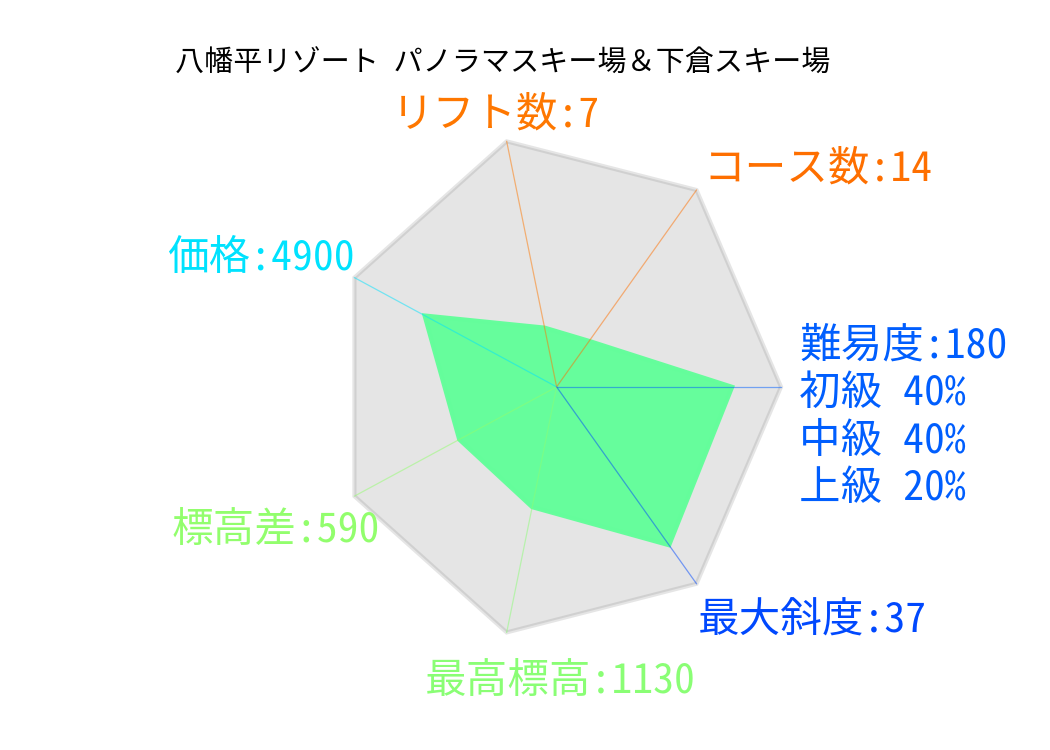 八幡平リゾート パノラマスキー場＆下倉スキー場
リフト数:7
コース数:14
価格:4900
難易度:180
初級 40%
中級 40%
上級 20%
標高差:590
最大斜度:37
最高標高:1130